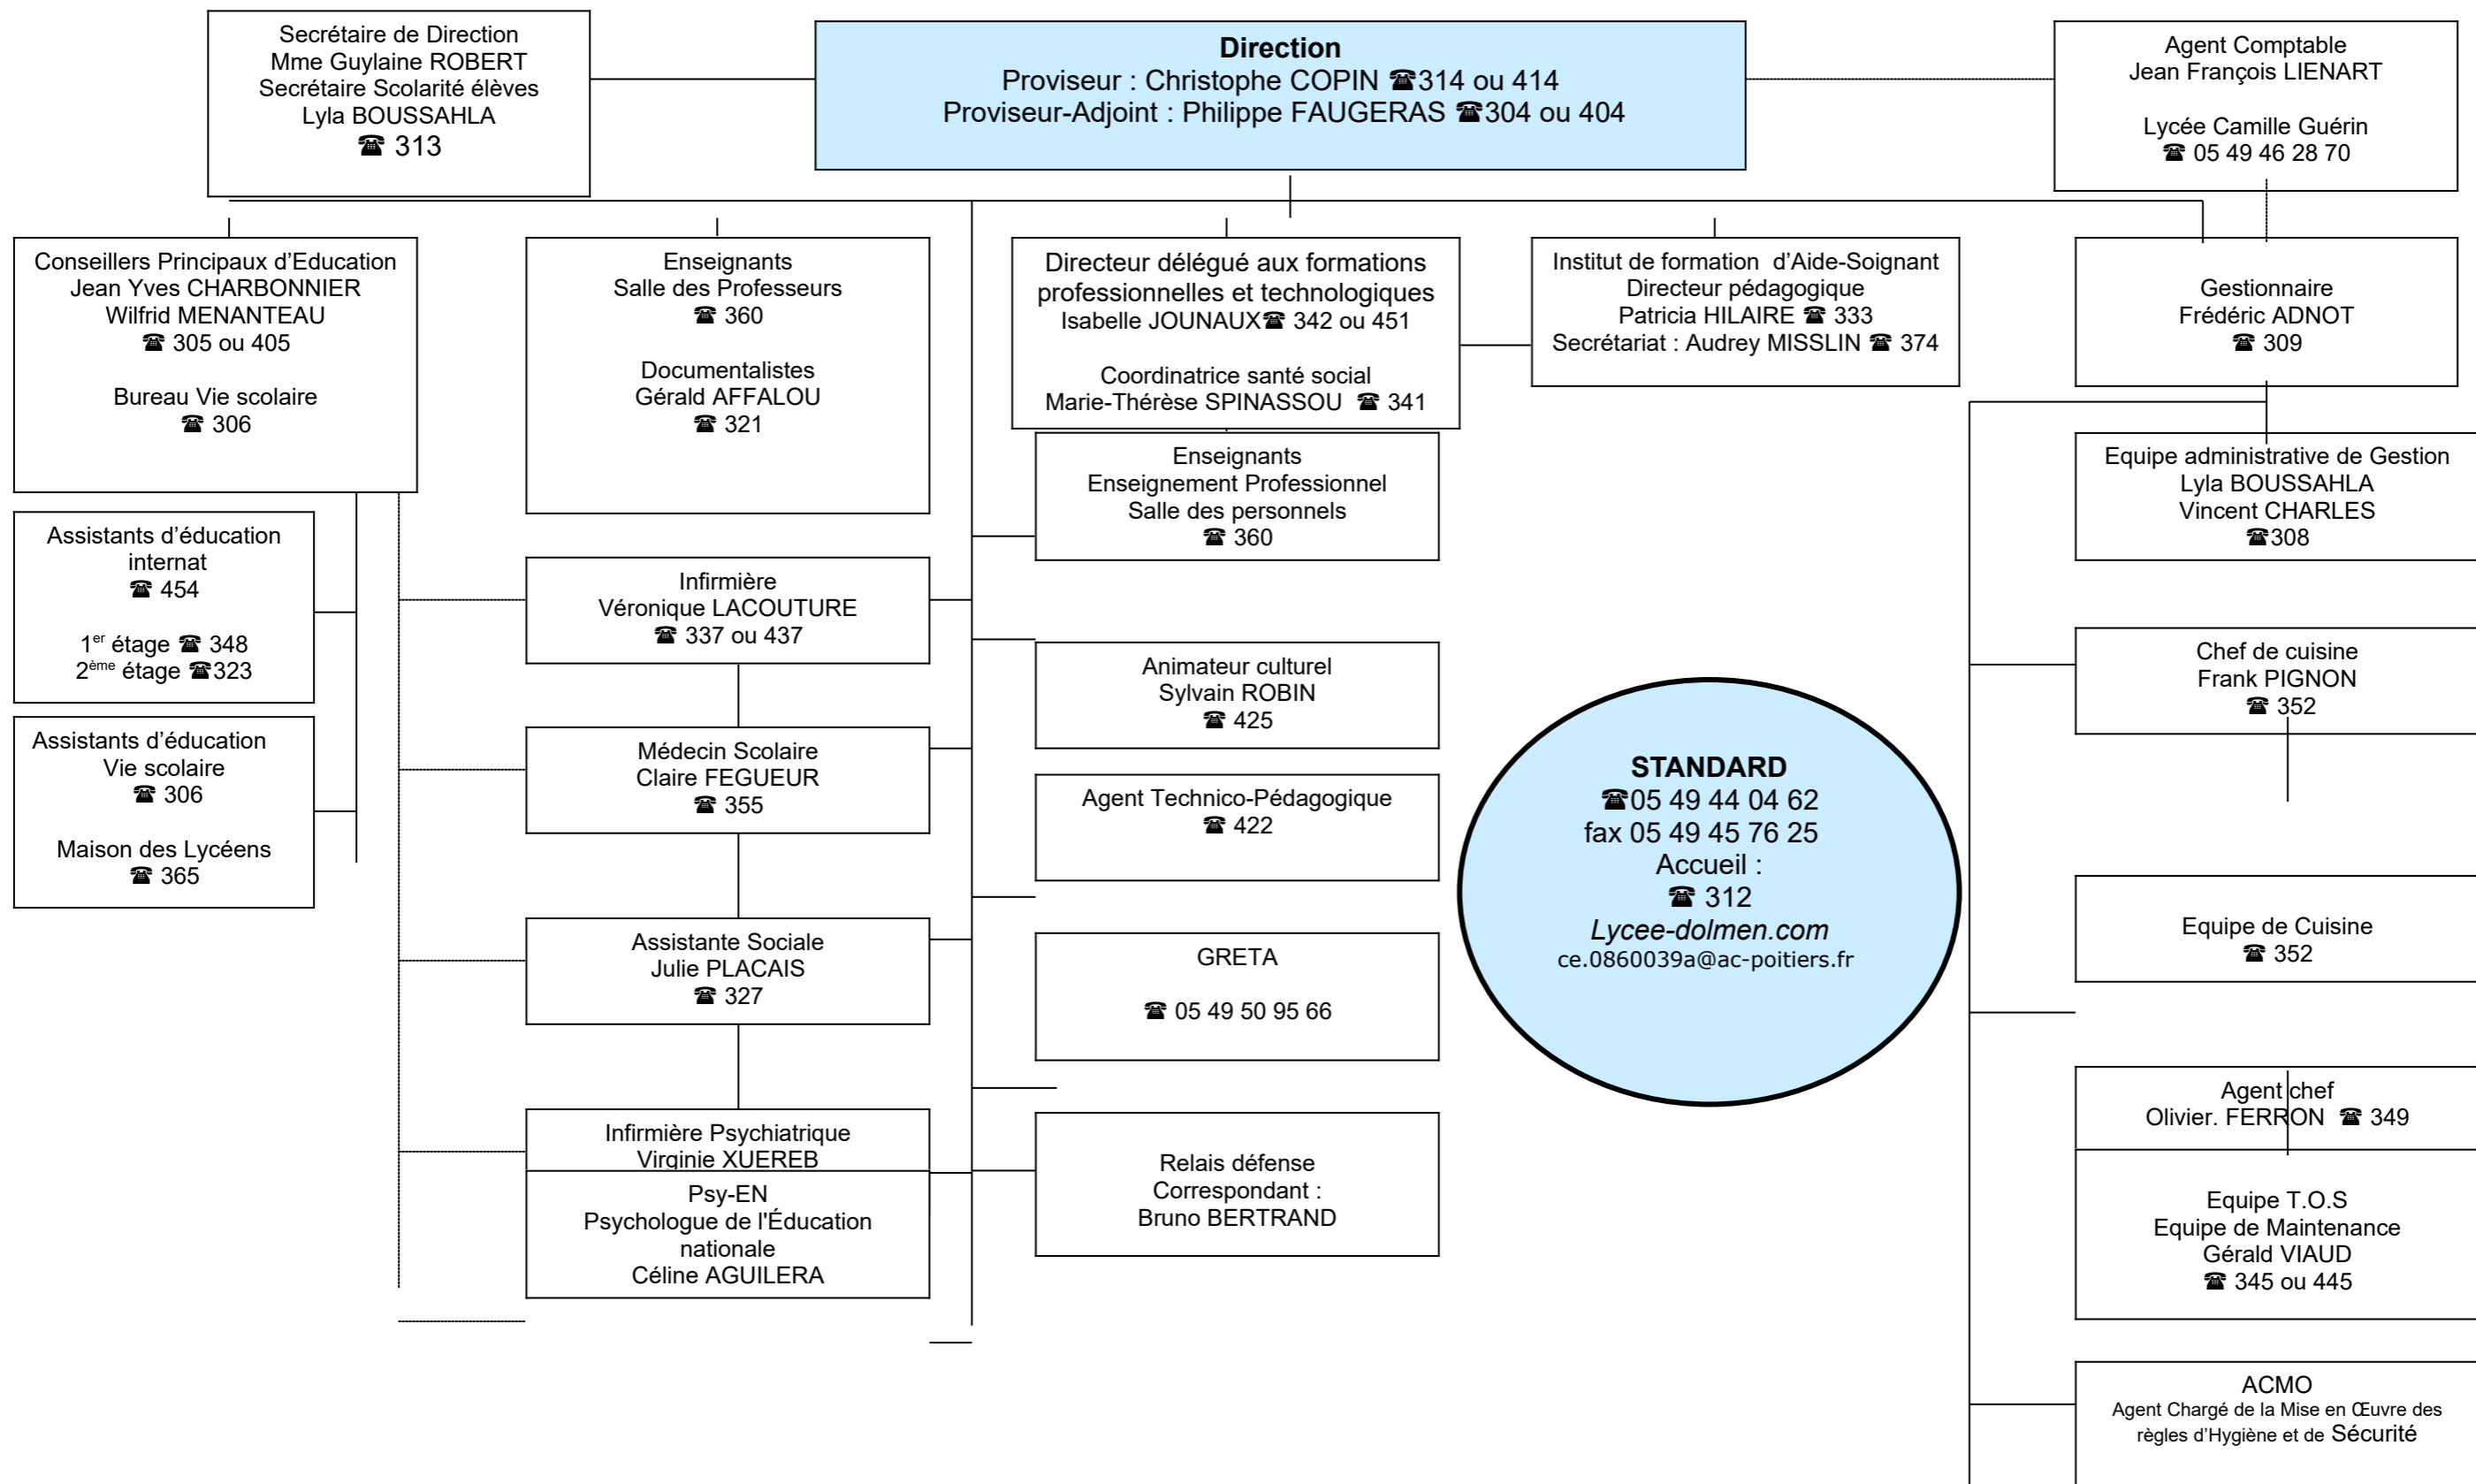 Secrétaire de Direction
Mme Guylaine ROBERT
Secrétaire Scolarité élèves
Lyla BOUSSAHLA
☎ 313
Direction
Proviseur : Christophe COPIN ☎314 ou 414
Proviseur-Adjoint : Philippe FAUGERAS ☎304 ou 404
Agent Comptable
Jean François LIENART
Lycée Camille Guérin
☎ 05 49 46 28 70
Conseillers Principaux d’Education
Jean Yves CHARBONNIER
Wilfrid MENANTEAU
☎ 305 ou 405
Bureau Vie scolaire
☎ 306
Enseignants
Salle des Professeurs
☎ 360
Documentalistes
Gérald AFFALOU
☎ 321
Directeur délégué aux formations
professionnelles et technologiques
Isabelle JOUNAUX☎ 342 ou 451
Coordinatrice santé social
Marie-Thérèse SPINASSOU ☎ 341
Institut de formation d’Aide-Soignant
Directeur pédagogique
Patricia HILAIRE ☎ 333
Secrétariat : Audrey MISSLIN ☎ 374
Gestionnaire
Frédéric ADNOT
☎ 309
Assistants d’éducation
internat
☎ 454
1er étage ☎ 348
2ème étage ☎323
Assistants d’éducation
Vie scolaire
☎ 306
Maison des Lycéens
☎ 365
Infirmière
Véronique LACOUTURE
☎ 337 ou 437
Médecin Scolaire
Claire FEGUEUR
☎ 355
Assistante Sociale
Julie PLACAIS
☎ 327
Infirmière Psychiatrique
Virginie XUEREB
Psy-EN
Psychologue de l'Éducation
nationale
Céline AGUILERA
Enseignants
Enseignement Professionnel
Salle des personnels
☎ 360
Animateur culturel
Sylvain ROBIN
☎ 425
Agent Technico-Pédagogique
☎ 422
GRETA
☎ 05 49 50 95 66
Relais défense
Correspondant :
Bruno BERTRAND
STANDARD
☎05 49 44 04 62
fax 05 49 45 76 25
Accueil :
☎ 312
Lycee-dolmen.com
ce.0860039a@ac-poitiers.fr
Equipe administrative de Gestion
Lyla BOUSSAHLA
Vincent CHARLES
☎308
Chef de cuisine
Frank PIGNON
☎ 352
Equipe de Cuisine
☎ 352
Agent chef
Olivier. FERRON ☎ 349
Equipe T.O.S
Equipe de Maintenance
Gérald VIAUD
☎ 345 ou 445
ACMO
Agent Chargé de la Mise en Œuvre des
règles d’Hygiène et de Sécurité